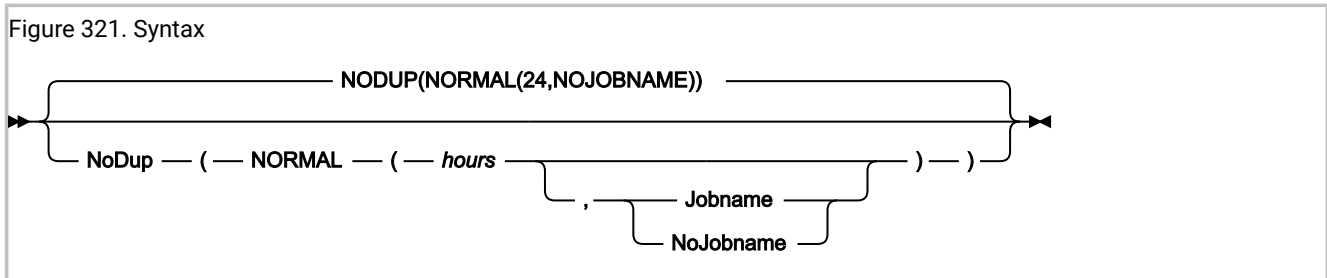 Figure 321. Syntax
NODUP(NORMAL(24,NOJOBNAME))
NoDup ( NORMAL ( hours ) )
, Jobname
NoJobname